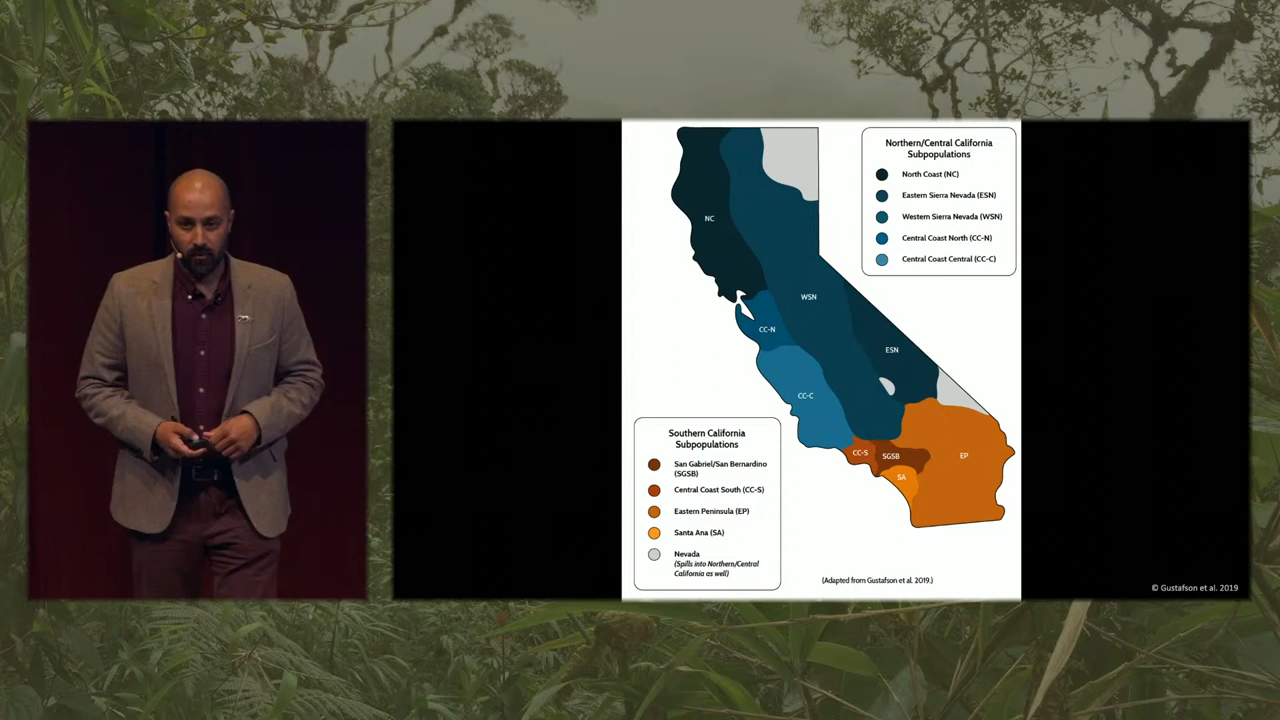 Northern/Central California
Subpopulations
North Coast (NC)
Eastern Sierra Nevada (ESN)
Western Sierra Nevada (WSN)
Central Coast North (CC-N)
Central Coast Central (CC-C)
NC
WSN
CC-N
ESN
CC-C
CC-S
SGSB
EP
SA
Southern California
Subpopulations
San Gabriel/San Bernardino
(SGSB)
Central Coast South (CC-S)
Eastern Peninsula (EP)
Santa Ana (SA)
Nevada
(Spills into Northern/Central
California as well)
(Adapted from Gustafson et al. 2019.)
© Gustafson et al. 2019